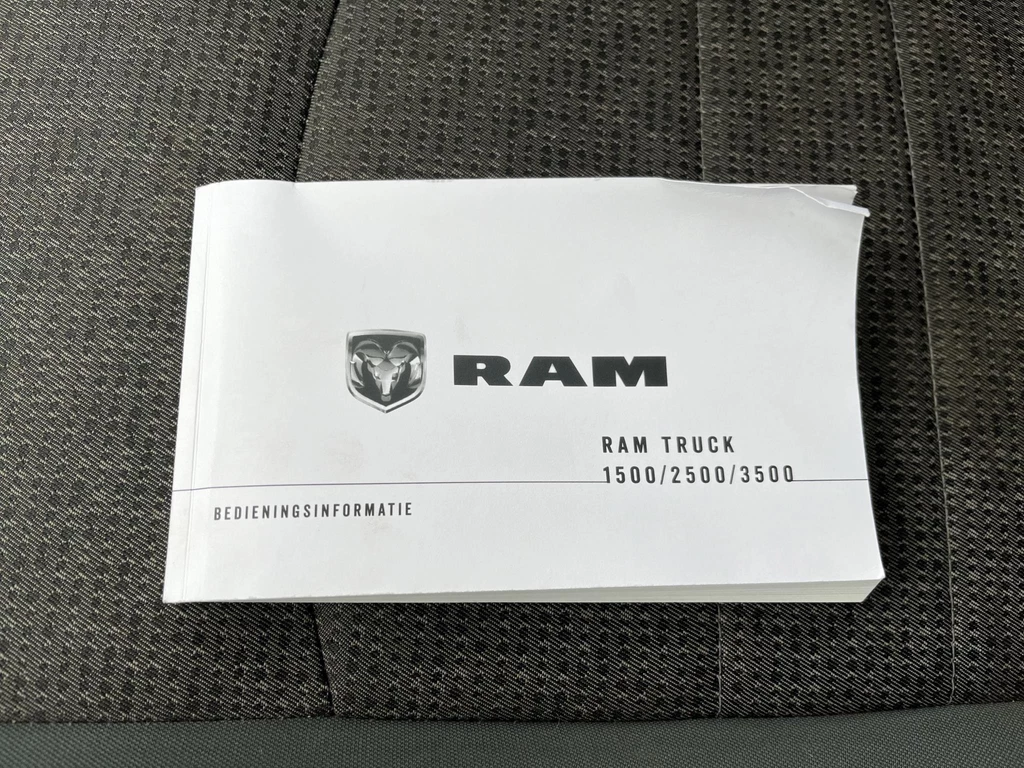 RAM
RAM TRUCK
1500/2500/3500
BEDIENINGSINFORMATIE